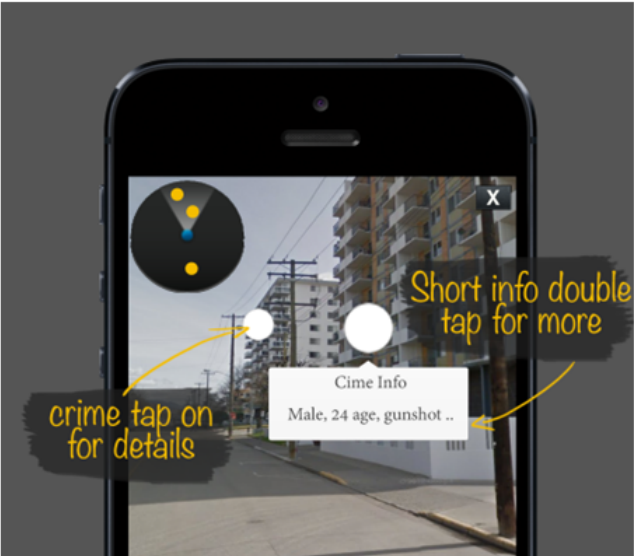 X
Short info double
tap for more
Cime Info
Male, 24 age, gunshot ..
crime tap on
for details